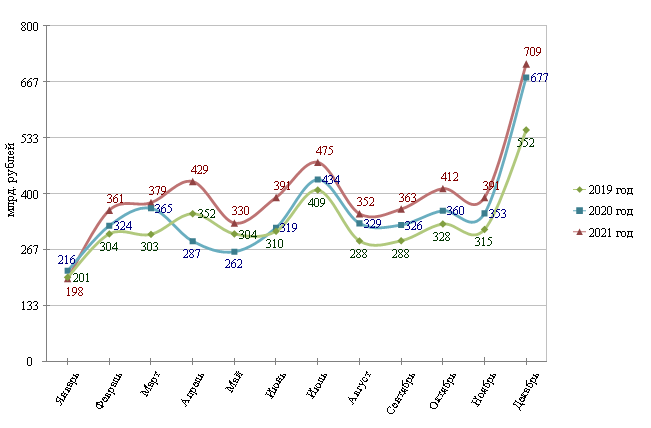 800
667
533
400
267
133
0
млрд. рублей
709
677
552
475
434
409
429
352
287
361
324
304
379
365
303
330
304
262
391
319
310
352
329
288
363
326
288
412
360
328
391
353
315
216
201
198
2019 год
2020 год
2021 год
Январь
Февраль
Март
Апрель
Май
Июнь
Июль
Август
Сентябрь
Октябрь
Ноябрь
Декабрь